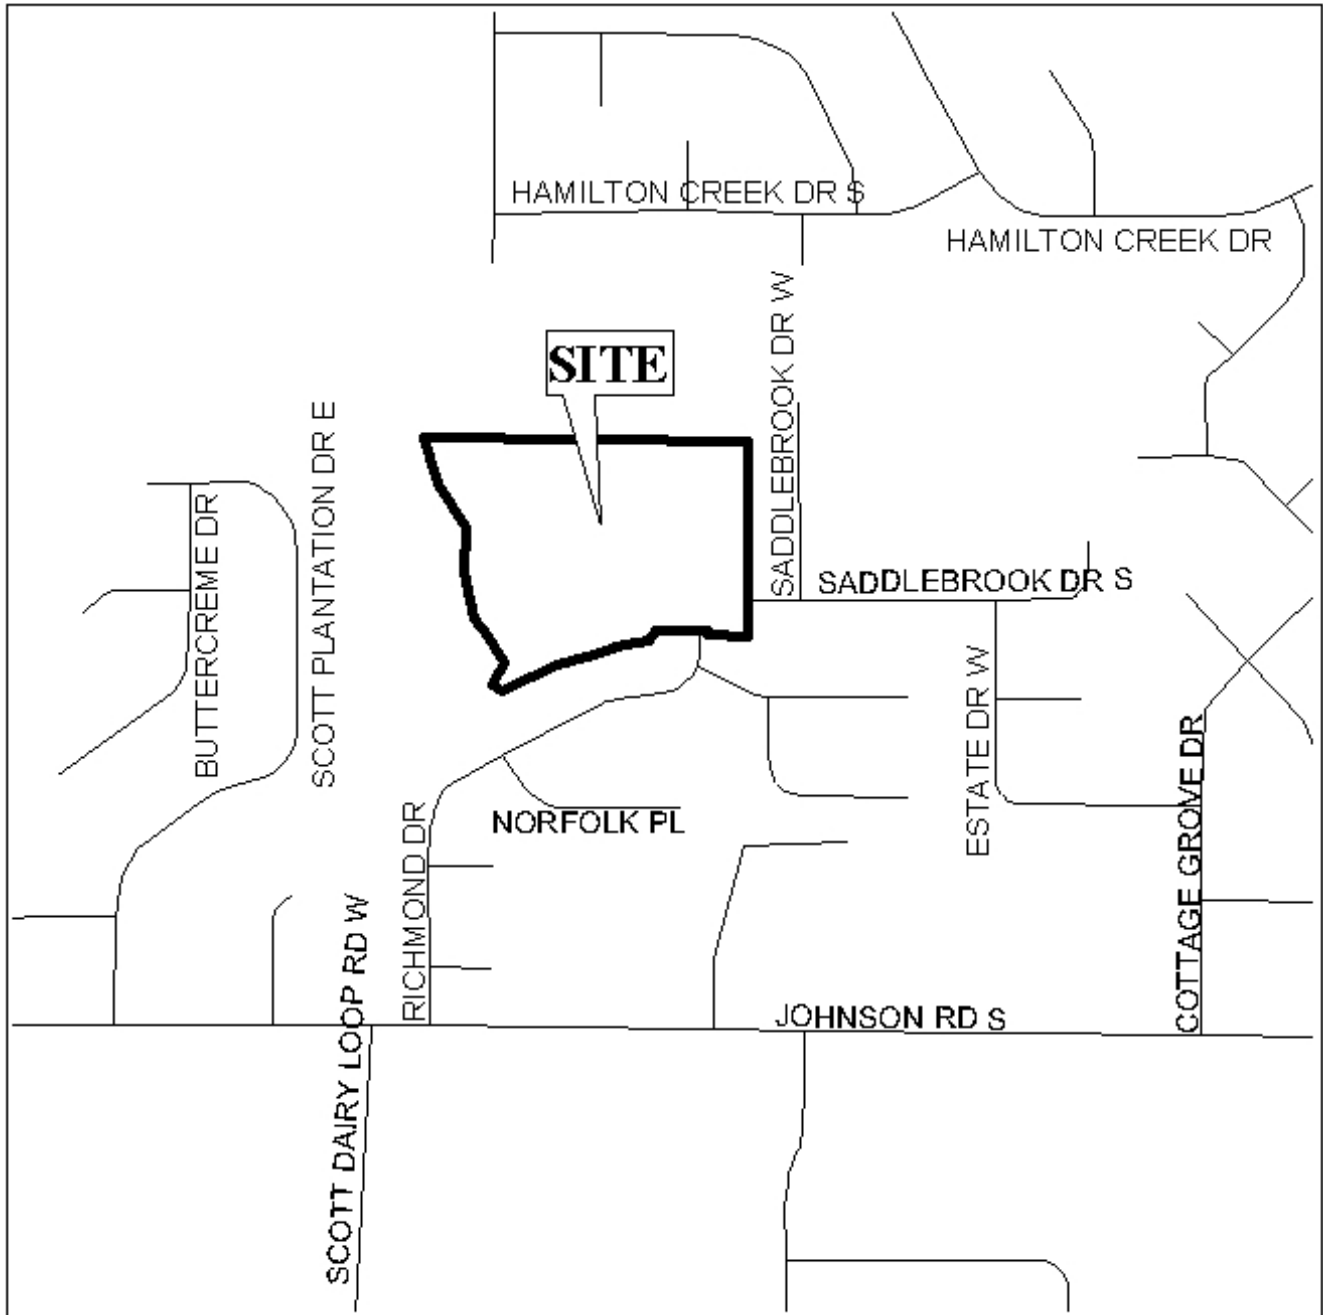 HAMILTON CREEK DR S
HAMILTON CREEK DR
SADDLEBROOK DR W
SITE
SCOTT PLANTATION DR E
BUTTERCREME DR
SADDLEBROOK DR S
ESTATE DR W
COTTAGE GROVE DR
NORFOLK PL
RICHMOND DR
SCOTT DAIRY LOOP RD W
JOHNSON RD S